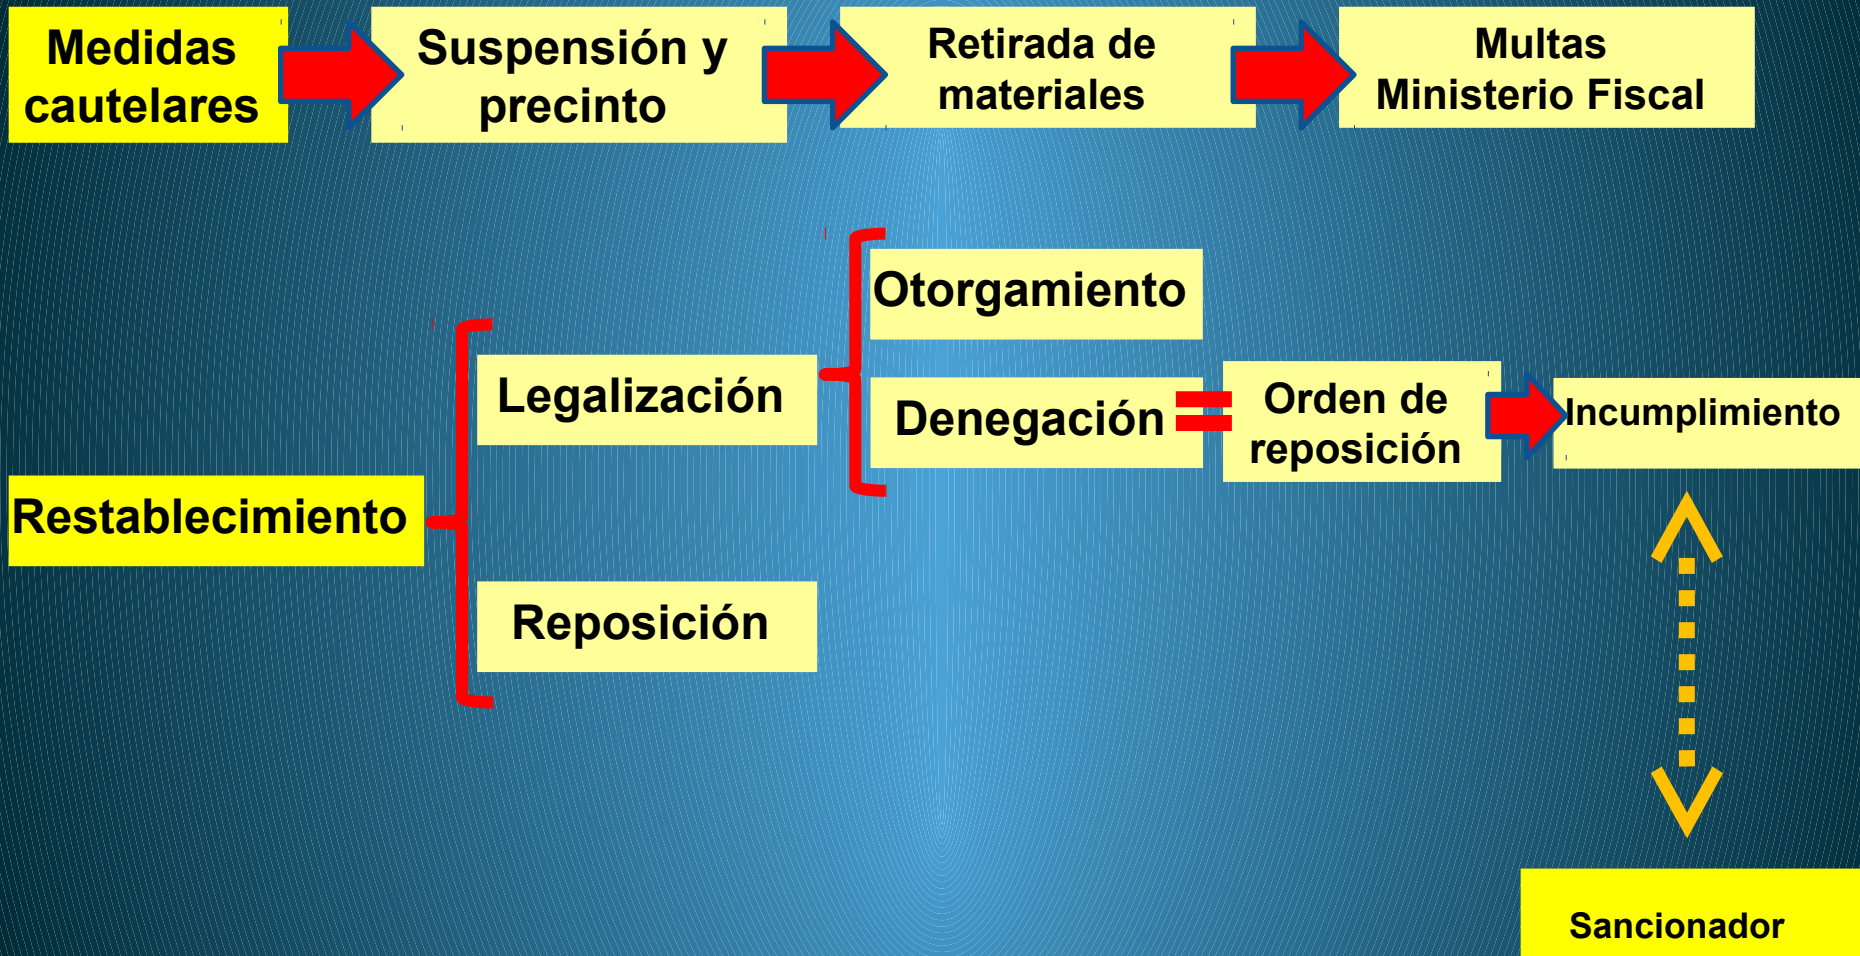 Medidas
cautelares
Suspensión y
precinto
Retirada de
materiales
Multas
Ministerio Fiscal
Otorgamiento
Legalización
Denegación
Orden de
reposición
Incumplimiento
Restablecimiento
Reposición
Sancionador